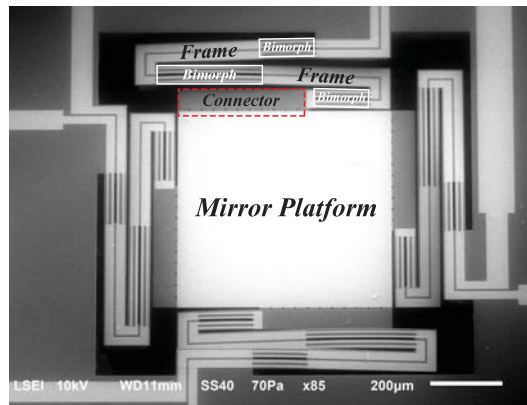 Frame Bimorph
Bimorph Frame
Connector Bimorph
Mirror Platform
LSEI 10kV WD11mm SS40 70Pa x85 200µm